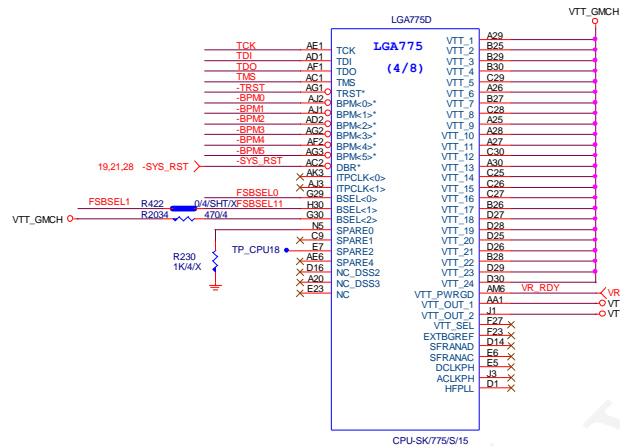 LGA775D
VTT_GMCH
LGA775
(4/8)
TCK AE1 TCK VTT_1 A29
TDI AD1 TDI VTT_2 B25
TDO AF1 TDO VTT_3 B29
TMS AC1 TMS VTT_4 B30
-TRST AG1 TRST* VTT_5 C29
-BPM0 AJ2 BPM<0>* VTT_6 A26
-BPM1 AJ1 BPM<1>* VTT_7 B27
-BPM2 AD2 BPM<2>* VTT_8 C28
-BPM3 AG2 BPM<3>* VTT_9 A25
-BPM4 AF2 BPM<4>* VTT_10 A28
-BPM5 AG3 BPM<5>* VTT_11 A27
19,21,28 -SYS_RST -SYS_RST AC2 DBR* VTT_12 C30
AK3 ITPCLK<0> VTT_13 A30
AJ3 ITPCLK<1> VTT_14 C25
FSBSEL0 G29 BSEL<0> VTT_15 C26
FSBSEL1 R422 0/4/SHT/X FSBSEL11 H30 BSEL<1> VTT_16 C27
VTT_GMCH R2034 470/4 G30 BSEL<2> VTT_17 B26
N5 SPARE0 VTT_18 D27
C9 SPARE1 VTT_19 D28
TP_CPU18 E7 SPARE2 VTT_20 D25
AE6 SPARE4 VTT_21 D26
D16 NC_DSS2 VTT_22 B28
A20 NC_DSS3 VTT_23 D29
E23 NC VTT_24 D30
R230
1K/4/X
VTT_PWRGD AM6 VR_RDY VR
VTT_OUT_1 AA1 VT
VTT_OUT_2 J1 VT
VTT_SEL F27
EXTBGREF F23
SFRANAD D14
SFRANAC E6
DCLKPH E5
ACLKPH J3
HFPLL D1
CPU-SK/775/S/15